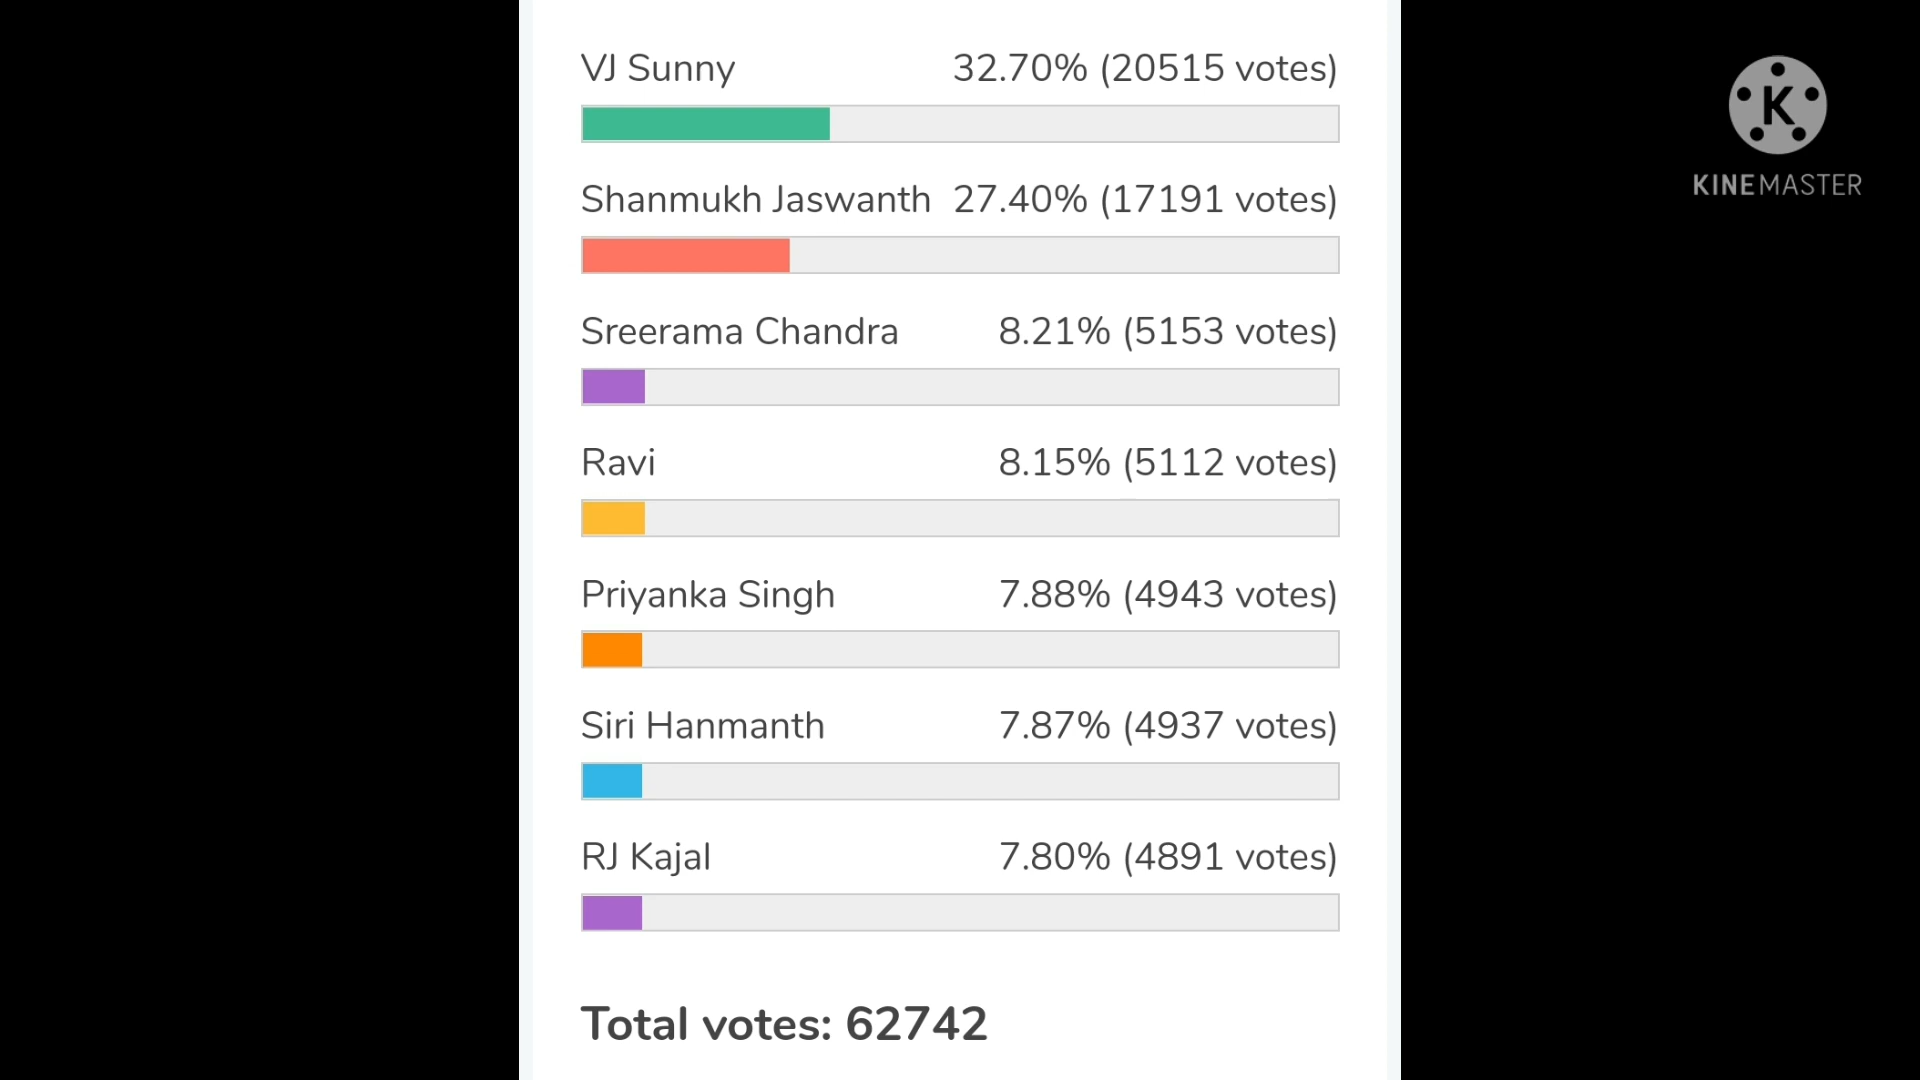 VJ Sunny 32.70% (20515 votes)
Shanmukh Jaswanth 27.40% (17191 votes)
Sreerama Chandra 8.21% (5153 votes)
Ravi 8.15% (5112 votes)
Priyanka Singh 7.88% (4943 votes)
Siri Hanmanth 7.87% (4937 votes)
RJ Kajal 7.80% (4891 votes)
Total votes: 62742
K
KINEMASTER